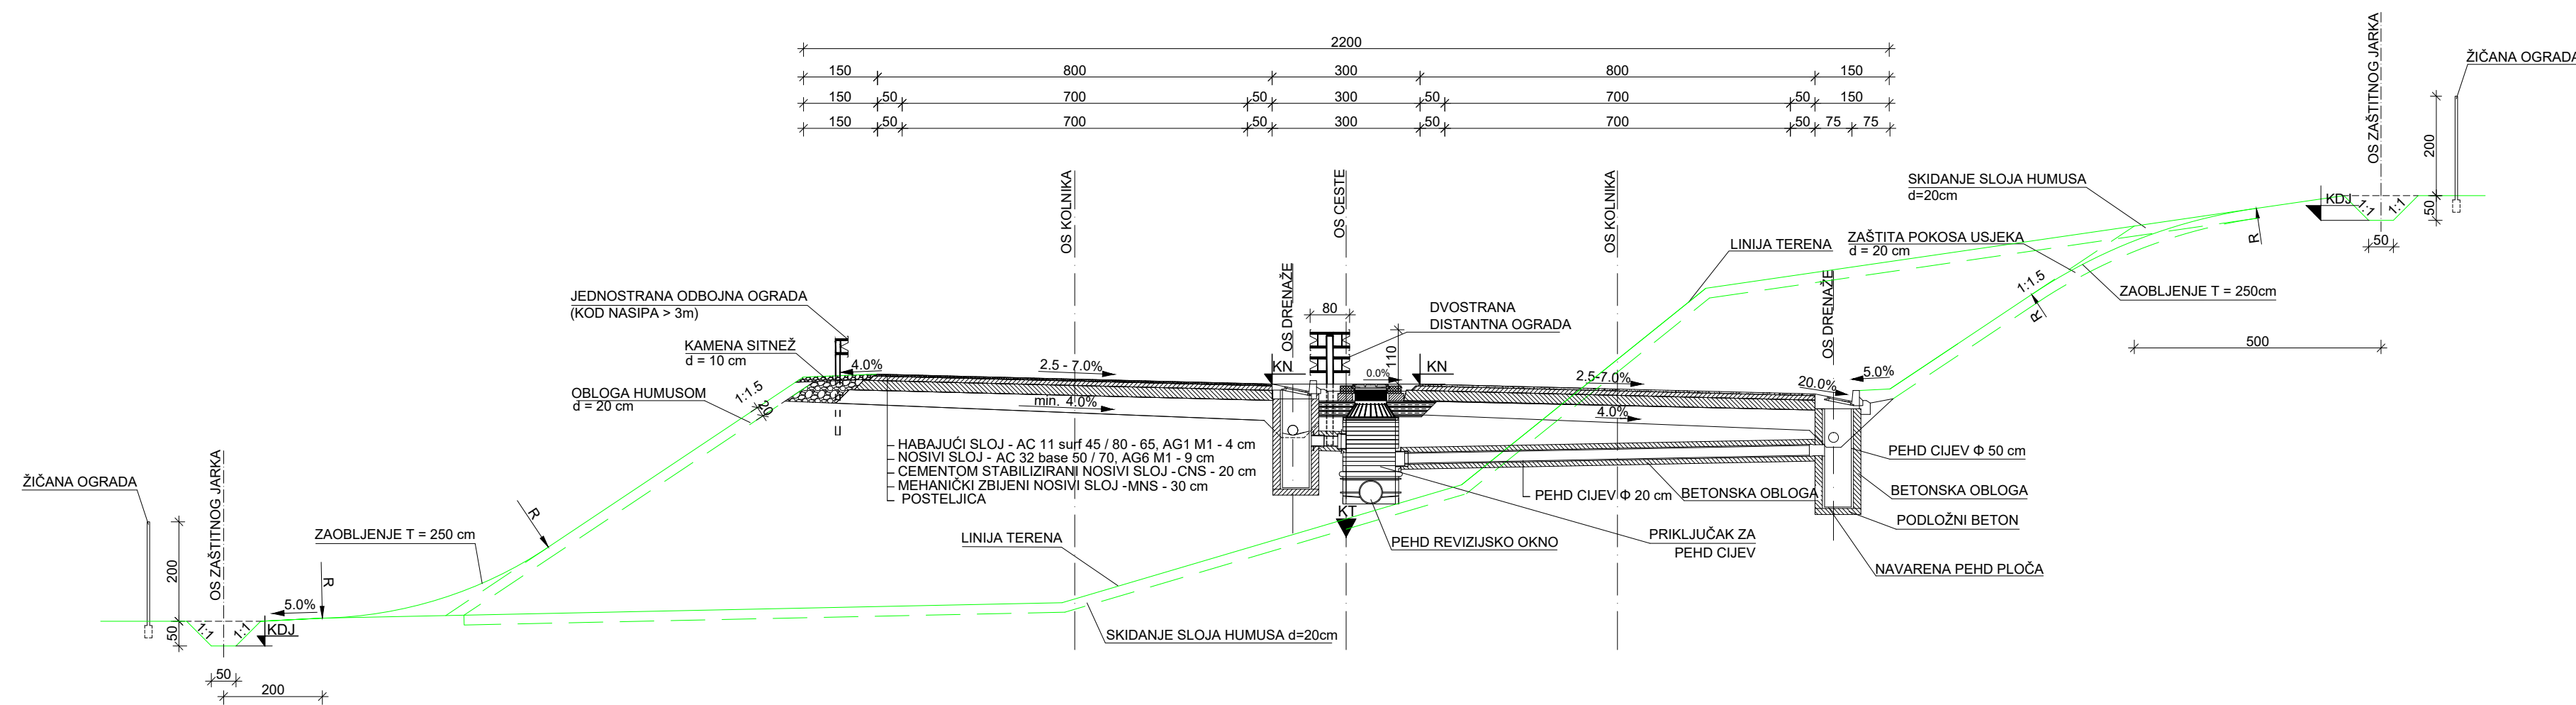 2200
150 800 300 800 150
150 50 700 50 300 50 700 50 150
150 50 700 50 300 50 700 50 75 75
OS ZAŠTITNOG JARKA
ŽIČANA OGRADA
200
50
KDJ
1:1 1:1
50
500
OS KOLNIKA
OS CESTE
OS KOLNIKA
SKIDANJE SLOJA HUMUSA
d=20cm
ZAŠTITA POKOSA USJEKA
d = 20 cm
LINIJA TERENA
R
1:1.5
R
ZAOBLJENJE T = 250cm
OS DRENAŽE
OS DRENAŽE
JEDNOSTRANA ODBOJNA OGRADA
(KOD NASIPA > 3m)
80
DVOSTRANA
DISTANTNA OGRADA
110
KAMENA SITNEŽ
d = 10 cm
4.0%
2.5 - 7.0%
KN
0.0%
KN
2.5-7.0%
20.0%
5.0%
OBLOGA HUMUSOM
d = 20 cm
1:1.5
20
min. 4.0%
4.0%
HABAJUĆI SLOJ - AC 11 surf 45 / 80 - 65, AG1 M1 - 4 cm
NOSIVI SLOJ - AC 32 base 50 / 70, AG6 M1 - 9 cm
CEMENTOM STABILIZIRANI NOSIVI SLOJ -CNS - 20 cm
MEHANIČKI ZBIJENI NOSIVI SLOJ -MNS - 30 cm
POSTELJICA
PEHD CIJEV Φ 50 cm
PEHD CIJEV Φ 20 cm
BETONSKA OBLOGA
BETONSKA OBLOGA
PODLOŽNI BETON
KT
PEHD REVIZIJSKO OKNO
PRIKLJUČAK ZA
PEHD CIJEV
NAVARENA PEHD PLOČA
ŽIČANA OGRADA
OS ZAŠTITNOG JARKA
R
ZAOBLJENJE T = 250 cm
LINIJA TERENA
200
R
5.0%
50
1:1 1:1
KDJ
SKIDANJE SLOJA HUMUSA d=20cm
50
200